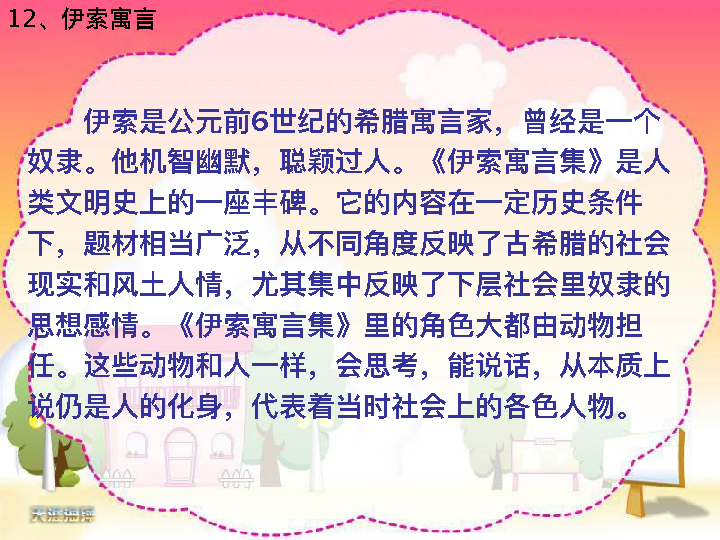 12、伊索寓言
伊索是公元前6世纪的希腊寓言家，曾经是一个
奴隶。他机智幽默，聪颖过人。《伊索寓言集》是人
类文明史上的一座丰碑。它的内容在一定历史条件
下，题材相当广泛，从不同角度反映了古希腊的社会
现实和风土人情，尤其集中反映了下层社会里奴隶的
思想感情。《伊索寓言集》里的角色大都由动物担
任。这些动物和人一样，会思考，能说话，从本质上
说仍是人的化身，代表着当时社会上的各色人物。